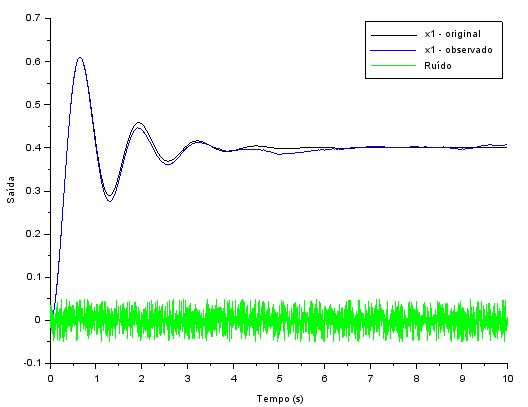 0.7
x1 - original
x1 - observado
Ruído
0.6
0.5
0.4
0.3
0.2
0.1
0
-0.1
Saída
0 1 2 3 4 5 6 7 8 9 10
Tempo (s)